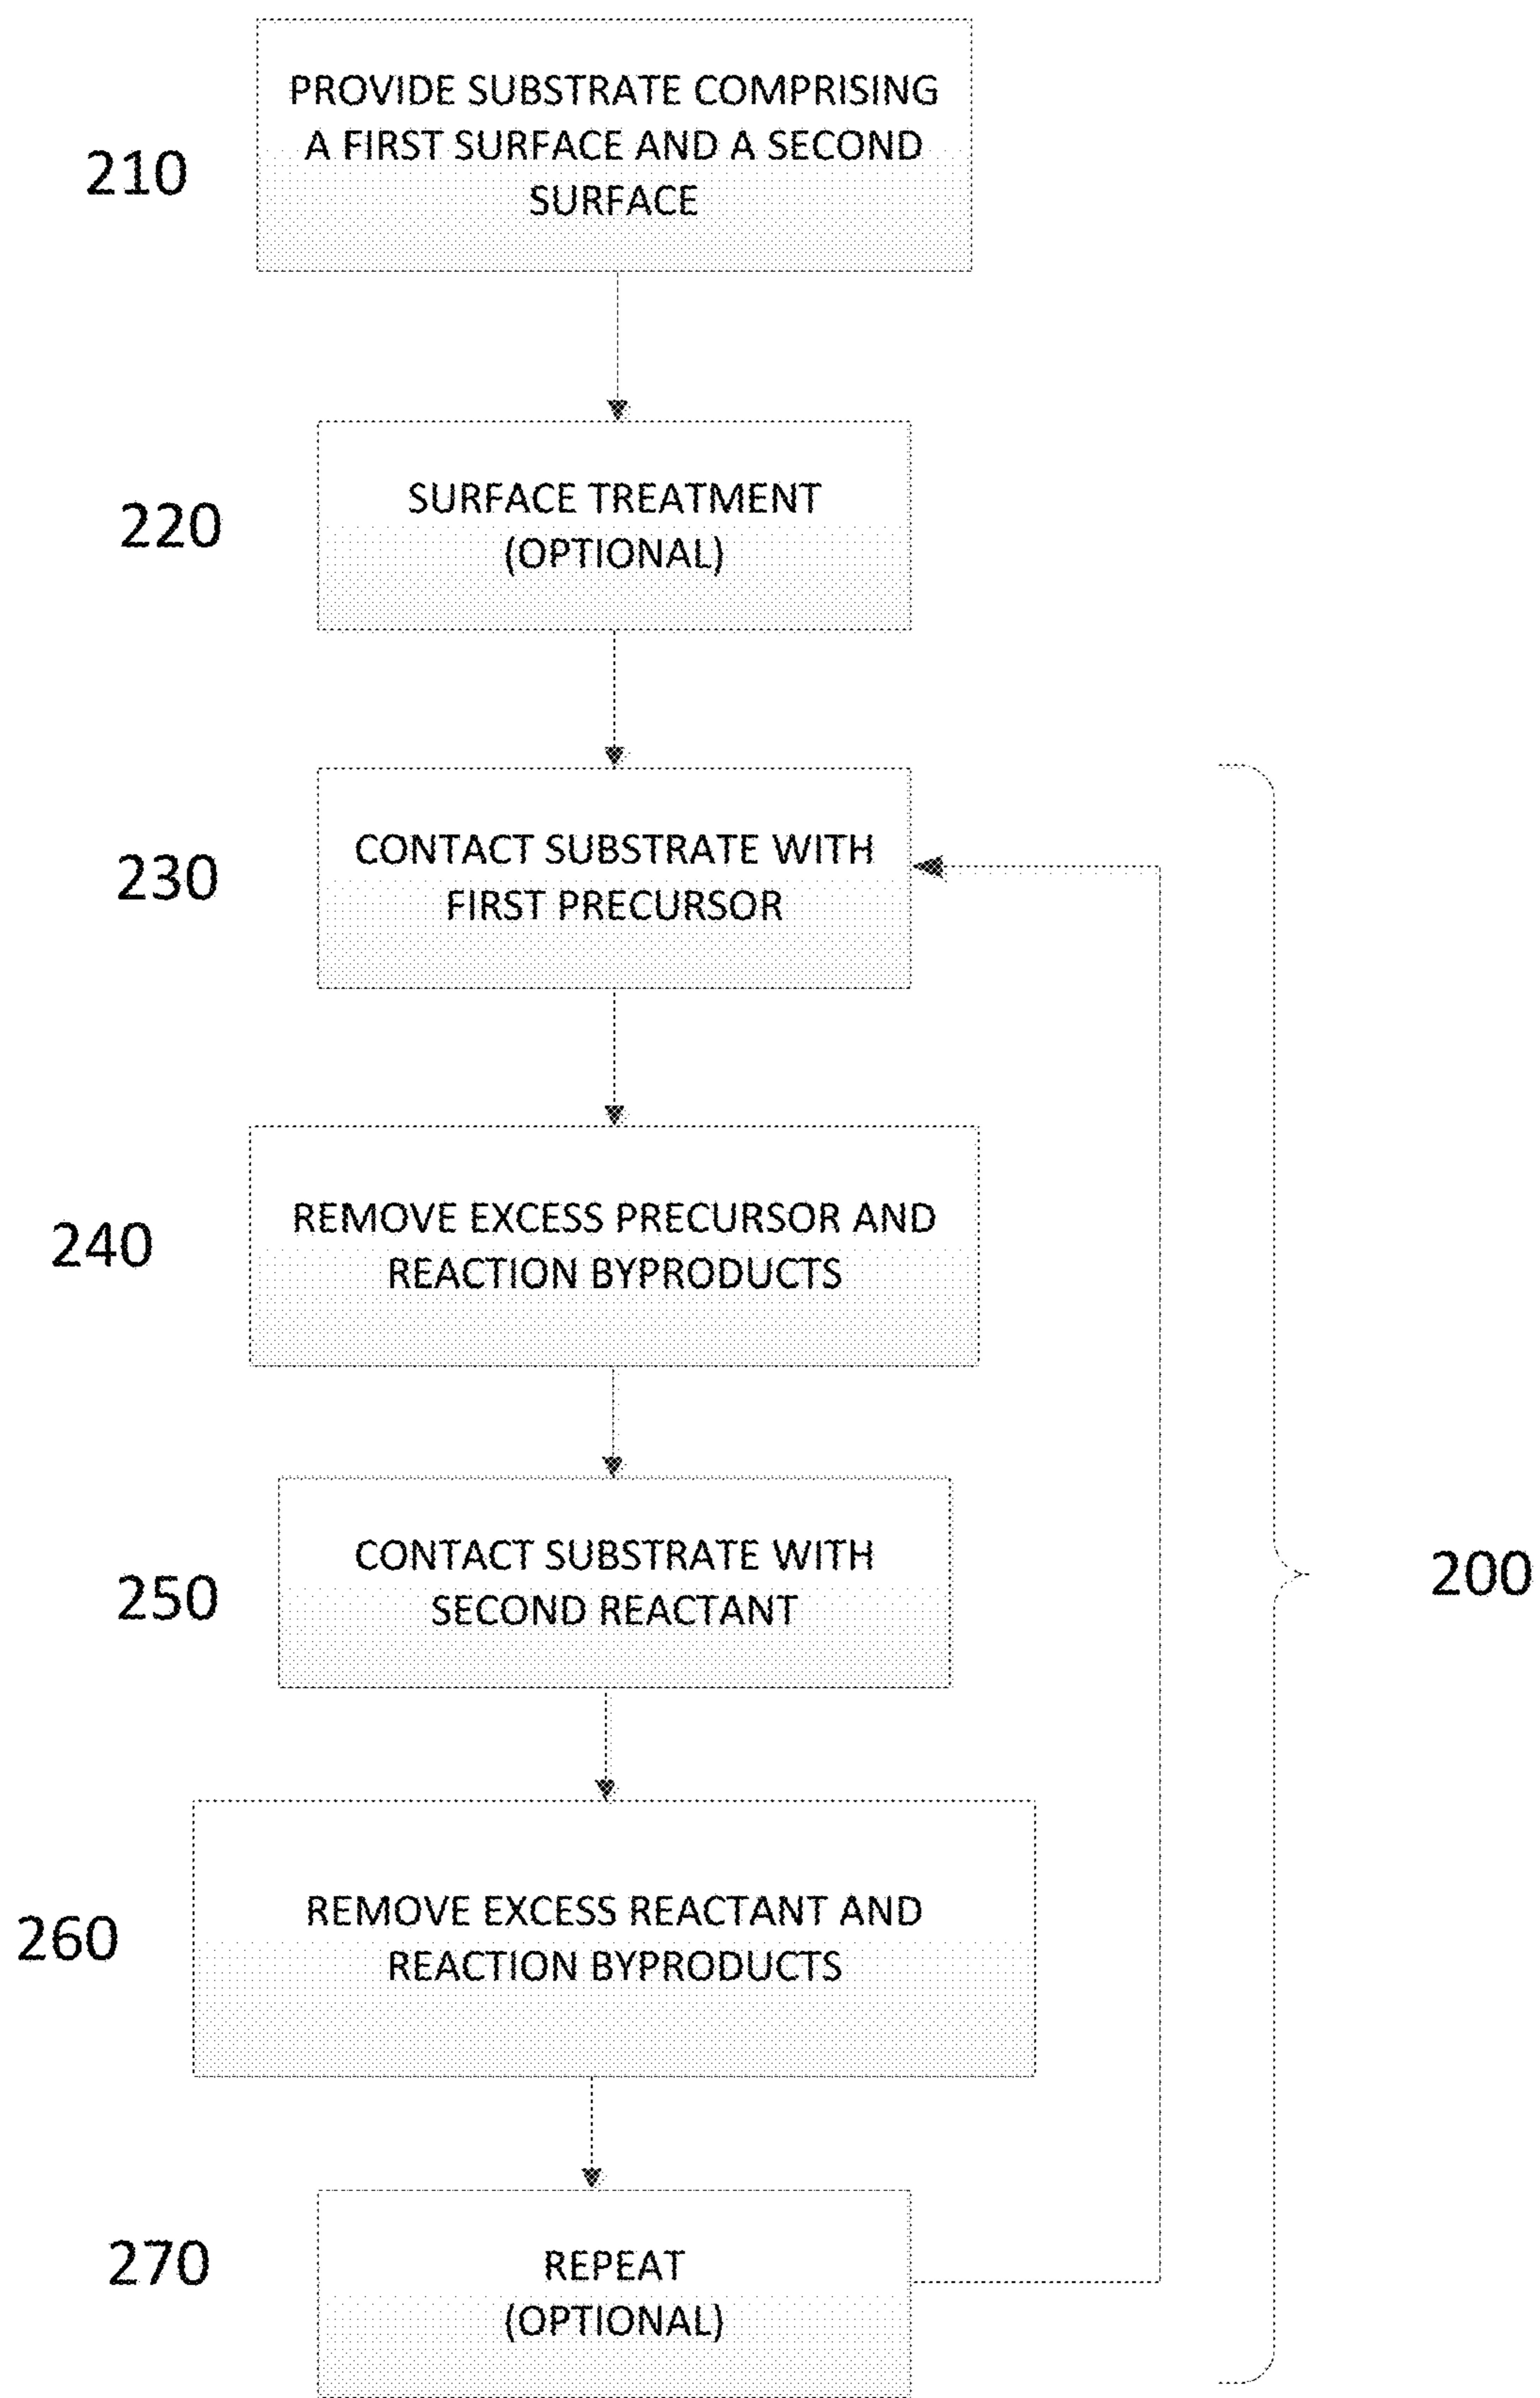 210
PROVIDE SUBSTRATE COMPRISING
A FIRST SURFACE AND A SECOND
SURFACE
220
SURFACE TREATMENT
(OPTIONAL)
230
CONTACT SUBSTRATE WITH
FIRST PRECURSOR
240
REMOVE EXCESS PRECURSOR AND
REACTION BYPRODUCTS
250
CONTACT SUBSTRATE WITH
SECOND REACTANT
200
260
REMOVE EXCESS REACTANT AND
REACTION BYPRODUCTS
270
REPEAT
(OPTIONAL)